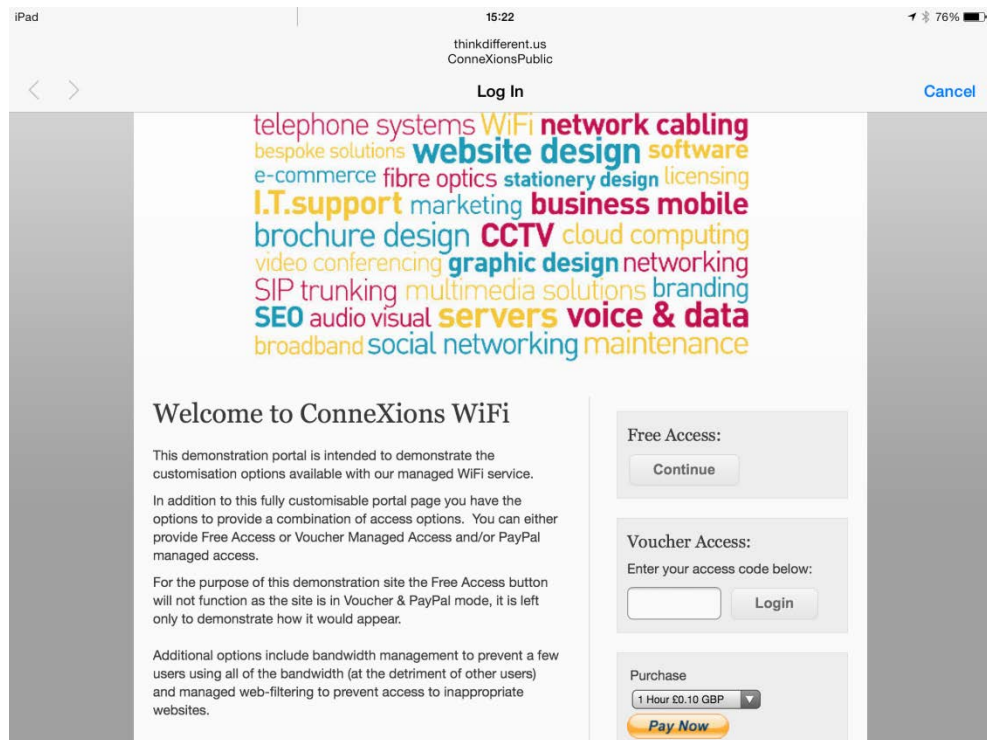 iPad
15:22
76%
thinkdifferent.us
ConneXionsPublic
Log In
Cancel
telephone systems WiFi network cabling
bespoke solutions website design software
e-commerce fibre optics stationery design licensing
I.T.support marketing business mobile
brochure design CCTV cloud computing
video conferencing graphic design networking
SIP trunking multimedia solutions branding
SEO audio visual servers voice & data
broadband social networking maintenance
Welcome to ConneXions WiFi
This demonstration portal is intended to demonstrate the
customisation options available with our managed WiFi service.
In addition to this fully customisable portal page you have the
options to provide a combination of access options. You can either
provide Free Access or Voucher Managed Access and/or PayPal
managed access.
For the purpose of this demonstration site the Free Access button
will not function as the site is in Voucher & PayPal mode, it is left
only to demonstrate how it would appear.
Additional options include bandwidth management to prevent a few
users using all of the bandwidth (at the detriment of other users)
and managed web-filtering to prevent access to inappropriate
websites.
Free Access:
Continue
Voucher Access:
Enter your access code below:
Login
Purchase
1 Hour £0.10 GBP
Pay Now